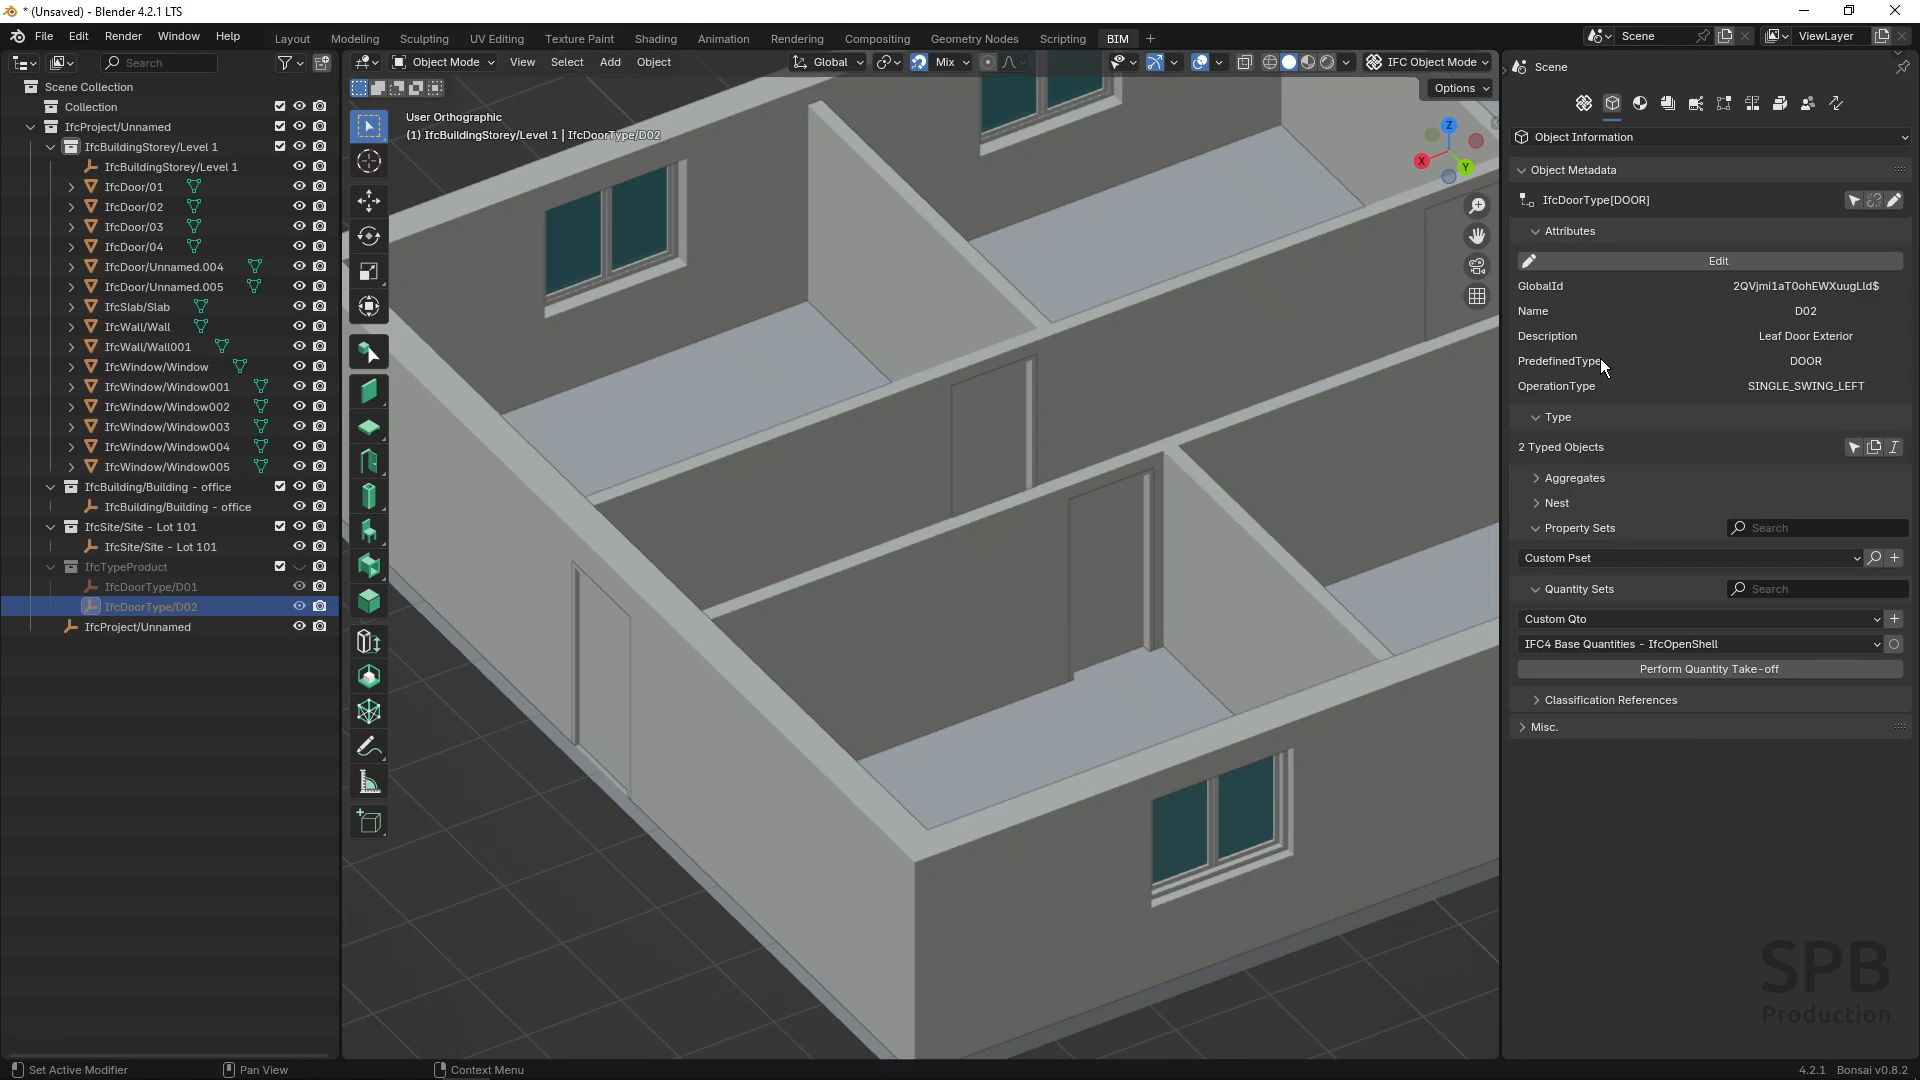 * (Unsaved) - Blender 4.2.1 LTS
File Edit Render Window Help
Layout Modeling Sculpting UV Editing Texture Paint Shading Animation Rendering Compositing Geometry Nodes Scripting BIM
Scene
ViewLayer
Search
Object Mode View Select Add Object
Global
Mix
IFC Object Mode
Options
Scene Collection
Collection
IfcProject/Unnamed
IfcBuildingStorey/Level 1
IfcBuildingStorey/Level 1
IfcDoor/01
IfcDoor/02
IfcDoor/03
IfcDoor/04
IfcDoor/Unnamed.004
IfcDoor/Unnamed.005
IfcSlab/Slab
IfcWall/Wall
IfcWall/Wall001
IfcWindow/Window
IfcWindow/Window001
IfcWindow/Window002
IfcWindow/Window003
IfcWindow/Window004
IfcWindow/Window005
IfcBuilding/Building - office
IfcBuilding/Building - office
IfcSite/Site - Lot 101
IfcSite/Site - Lot 101
IfcTypeProduct
IfcDoorType/D01
IfcDoorType/D02
IfcProject/Unnamed
User Orthographic
(1) IfcBuildingStorey/Level 1 | IfcDoorType/D02
Z
X
Y
Scene
Object Information
Object Metadata
IfcDoorType[DOOR]
Attributes
Edit
GlobalId 2QVjmi1aT0ohEWXuugLld$
Name D02
Description Leaf Door Exterior
PredefinedType DOOR
OperationType SINGLE_SWING_LEFT
Type
2 Typed Objects
Aggregates
Nest
Property Sets Search
Custom Pset
Quantity Sets Search
Custom Qto
IFC4 Base Quantities - IfcOpenShell
Perform Quantity Take-off
Classification References
Misc.
SPB
Production
Set Active Modifier Pan View Context Menu 4.2.1 Bonsai v0.8.2